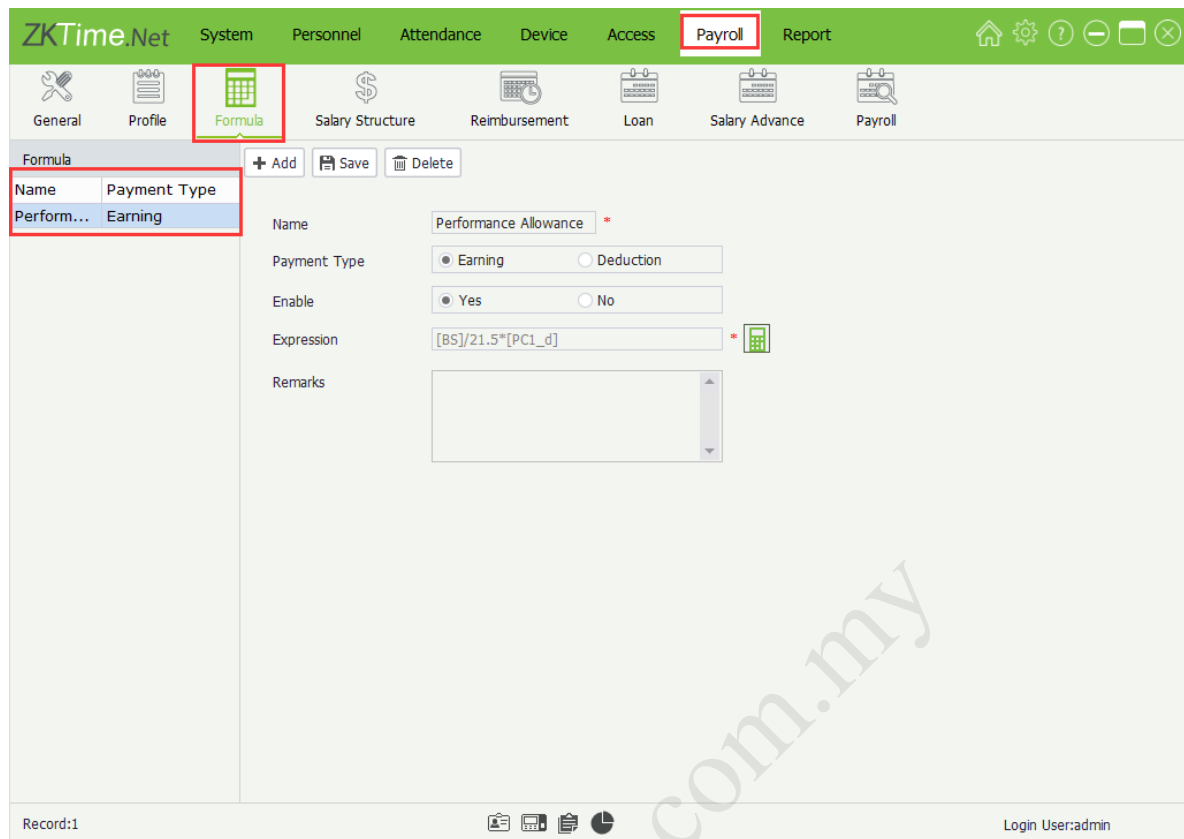 ZKTime.Net System Personnel Attendance Device Access Payroll Report
General Profile Formula Salary Structure Reimbursement Loan Salary Advance Payroll
Formula
+ Add Save Delete
Name Payment Type
Perform... Earning
Name Performance Allowance *
Payment Type Earning Deduction
Enable Yes No
Expression [BS]/21.5*[PC1_d] *
Remarks
com.my
Record:1 Login User:admin